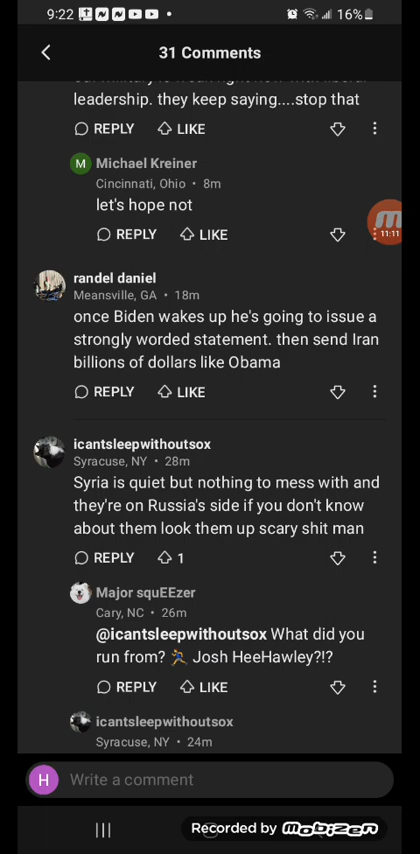 9:22
16%
31 Comments
leadership. they keep saying....stop that
REPLY LIKE
M Michael Kreiner
Cincinnati, Ohio • 8m
let's hope not
REPLY LIKE
11:11
randel daniel
Meansville, GA • 18m
once Biden wakes up he's going to issue a
strongly worded statement. then send Iran
billions of dollars like Obama
REPLY LIKE
icantsleepwithoutsox
Syracuse, NY • 28m
Syria is quiet but nothing to mess with and
they're on Russia's side if you don't know
about them look them up scary shit man
REPLY 1
Major squEEzer
Cary, NC • 26m
@icantsleepwithoutsox What did you
run from? 🏃 Josh HeeHawley?!?
REPLY LIKE
icantsleepwithoutsox
Syracuse, NY • 24m
H Write a comment
Recorded by mobizen